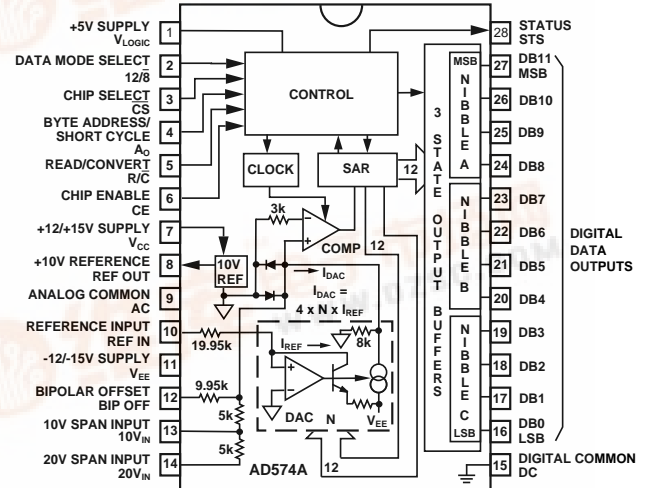 +5V SUPPLY
VLOGIC
1
DATA MODE SELECT
12/8̅
2
CHIP SELECT
C̅S̅
3
BYTE ADDRESS/
SHORT CYCLE
AO
4
READ/CONVERT
R/C̅
5
CHIP ENABLE
CE
6
+12/+15V SUPPLY
VCC
7
+10V REFERENCE
REF OUT
8
ANALOG COMMON
AC
9
REFERENCE INPUT
REF IN
10
-12/-15V SUPPLY
VEE
11
BIPOLAR OFFSET
BIP OFF
12
10V SPAN INPUT
10VIN
13
20V SPAN INPUT
20VIN
14
CONTROL
CLOCK
SAR
12
3k
COMP
12
10V
REF
IDAC
IDAC =
4 x N x IREF
19.95k
IREF
8k
9.95k
5k
5k
DAC
N
VEE
AD574A
12
3 STATE OUTPUT BUFFERS
MSB
NIBBLE A
NIBBLE B
NIBBLE C
LSB
28
STATUS
STS
27
DB11
MSB
26
DB10
25
DB9
24
DB8
23
DB7
22
DB6
21
DB5
20
DB4
19
DB3
18
DB2
17
DB1
16
DB0
LSB
15
DIGITAL COMMON
DC
DIGITAL
DATA
OUTPUTS